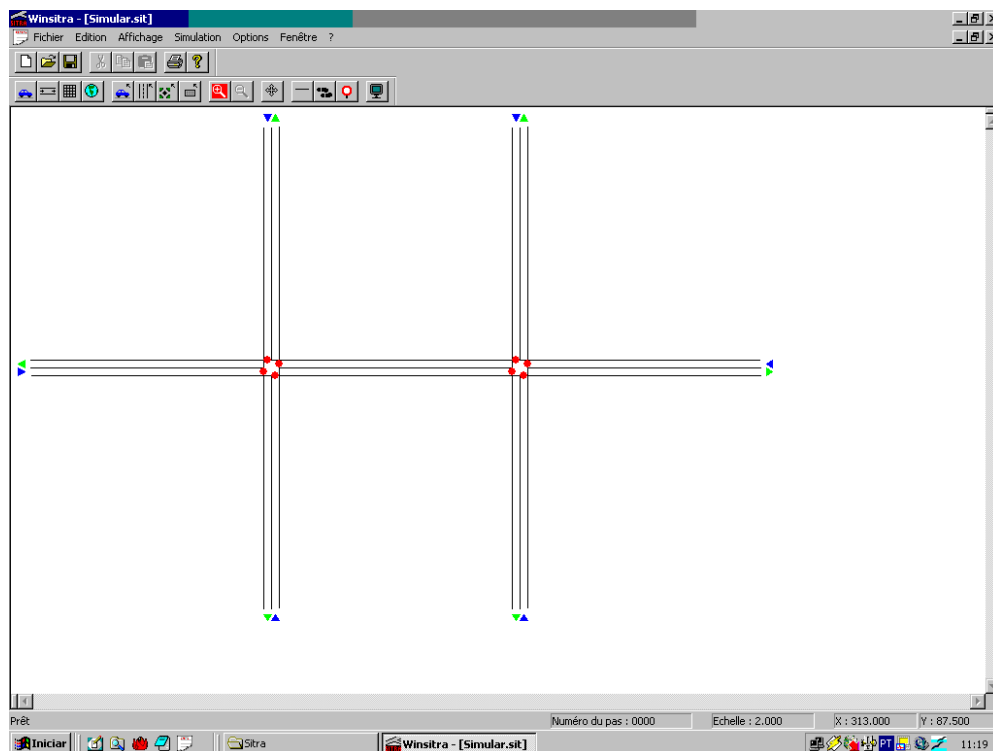 Winsitra - [Simular.sit]
Fichier Edition Affichage Simulation Options Fenêtre ?
Prêt Numéro du pas : 0000 Echelle : 2.000 X : 313.000 Y : 87.500
Iniciar Sitra Winsitra - [Simular.sit] PT 11:19